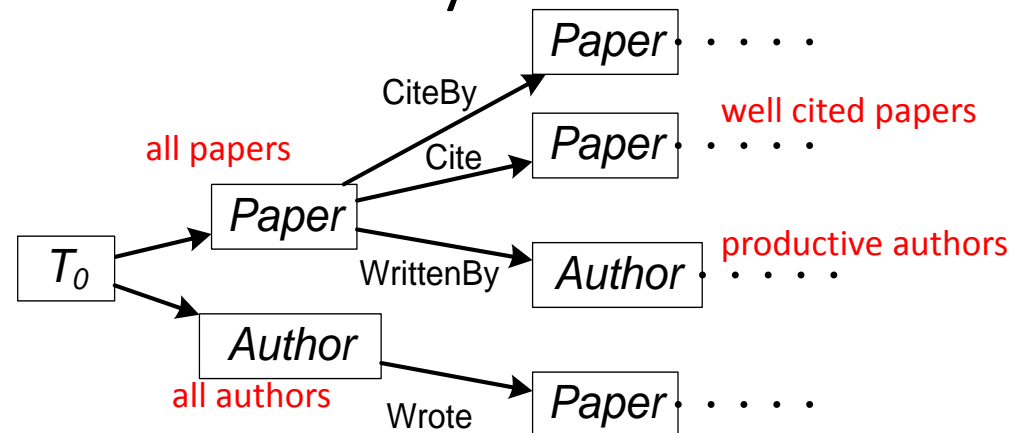 Paper
CiteBy
well cited papers
all papers
Cite
Paper
Paper
T0
productive authors
WrittenBy
Author
Author
all authors
Wrote
Paper